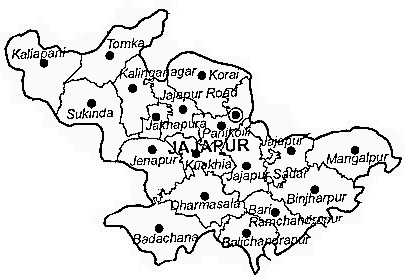 Tomka
Kaliapani
Kalinganagar
Korai
Jajapur Road
Sukinda
Jakhapura
Panikoili
JAJAPUR
Jajapur
Jenapur
Kuakhia
Mangalpur
Jajapur Sadar
Binjharpur
Dharmasala
Bari
Ramchandrapur
Badachana
Balichandrapur